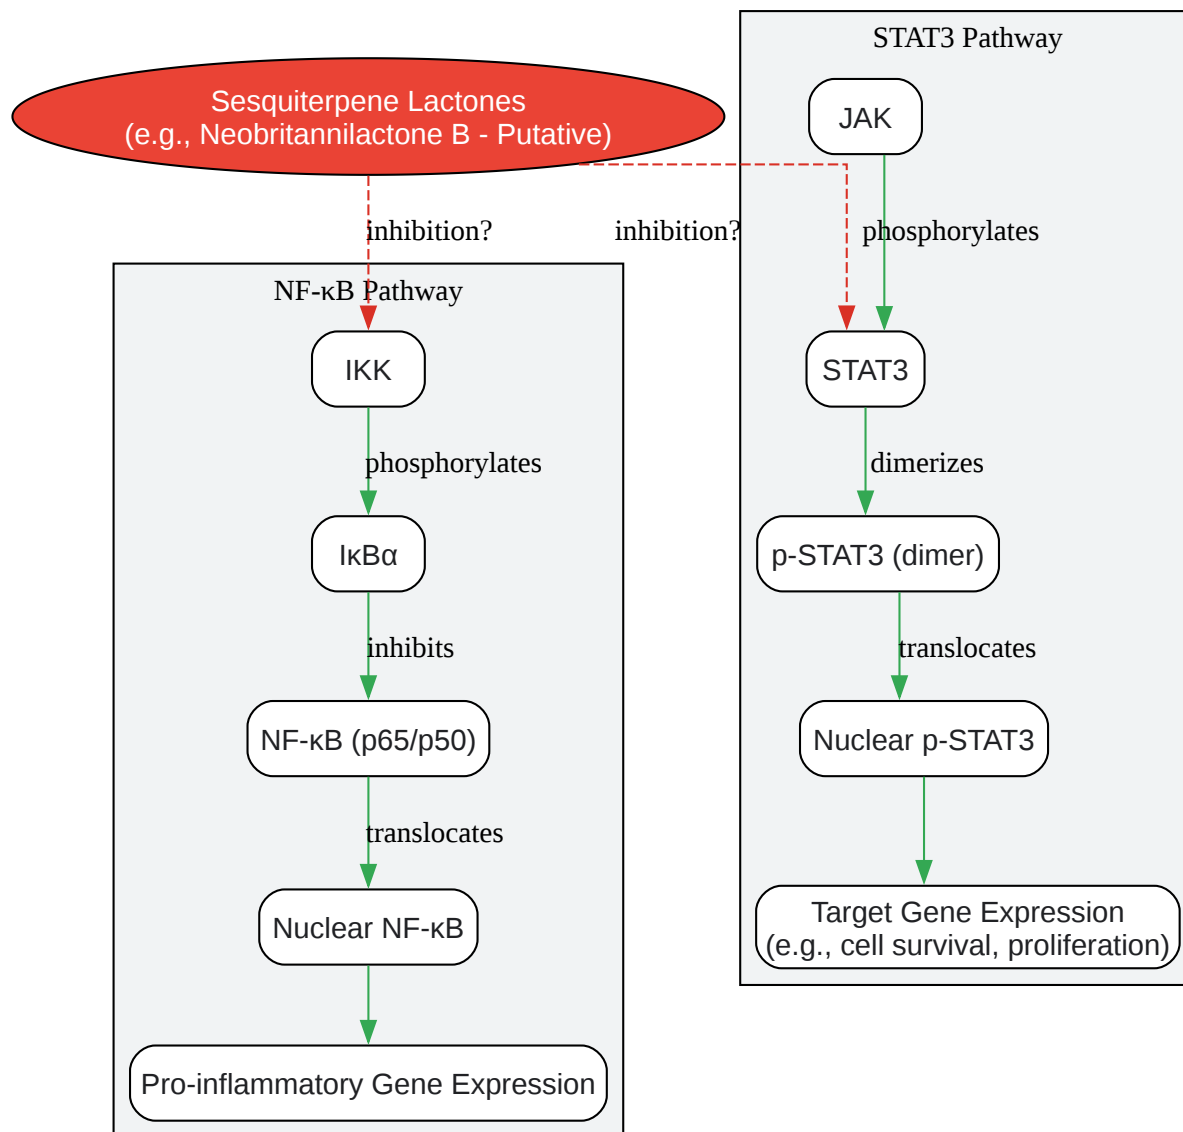 STAT3 Pathway
Sesquiterpene Lactones
(e.g., Neobritannilactone B - Putative)
JAK
inhibition?
inhibition?
phosphorylates
NF-κB Pathway
IKK
STAT3
phosphorylates
dimerizes
IκBα
p-STAT3 (dimer)
inhibits
translocates
NF-κB (p65/p50)
Nuclear p-STAT3
translocates
Nuclear NF-κB
Target Gene Expression
(e.g., cell survival, proliferation)
Pro-inflammatory Gene Expression